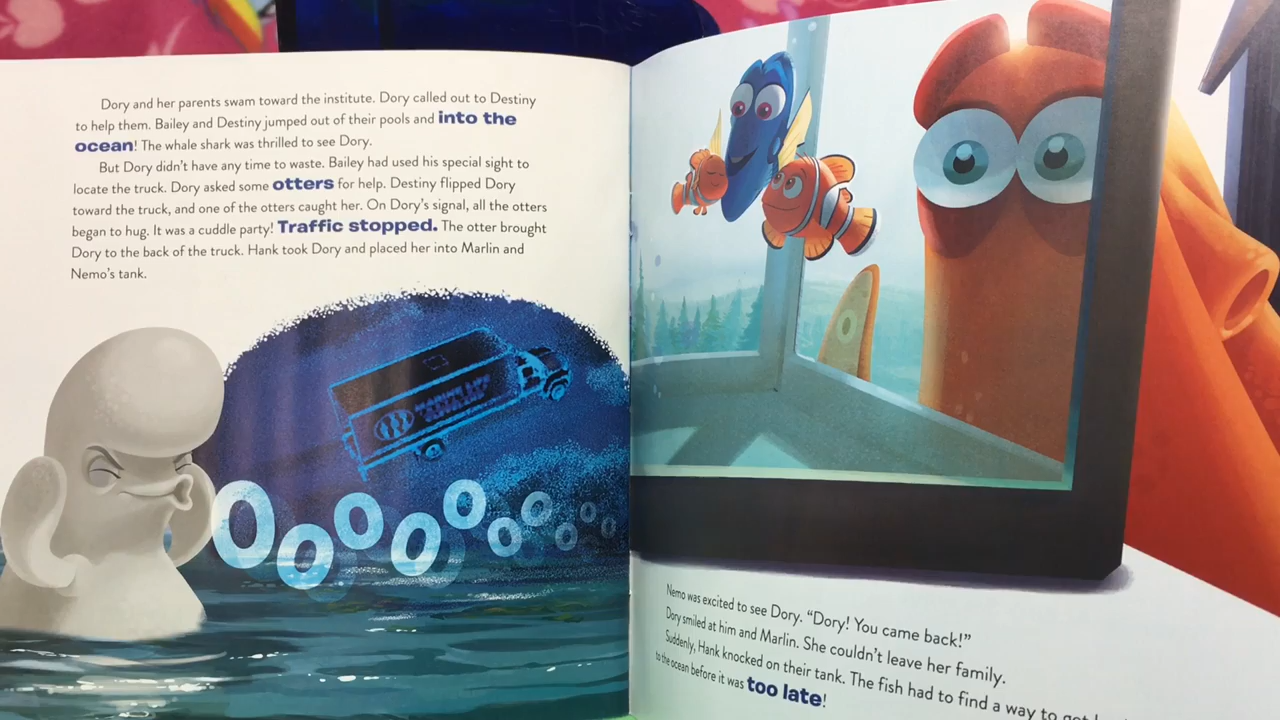 Dory and her parents swam toward the institute. Dory called out to Destiny
to help them. Bailey and Destiny jumped out of their pools and into the
ocean! The whale shark was thrilled to see Dory.
But Dory didn't have any time to waste. Bailey had used his special sight to
locate the truck. Dory asked some otters for help. Destiny flipped Dory
toward the truck, and one of the otters caught her. On Dory's signal, all the otters
began to hug. It was a cuddle party! Traffic stopped. The otter brought
Dory to the back of the truck. Hank took Dory and placed her into Marlin and
Nemo's tank.
OOOOOOOOOO
Nemo was excited to see Dory. "Dory! You came back!"
Dory smiled at him and Marlin. She couldn't leave her family.
Suddenly, Hank knocked on their tank. The fish had to find a way to
to the ocean before it was too late!